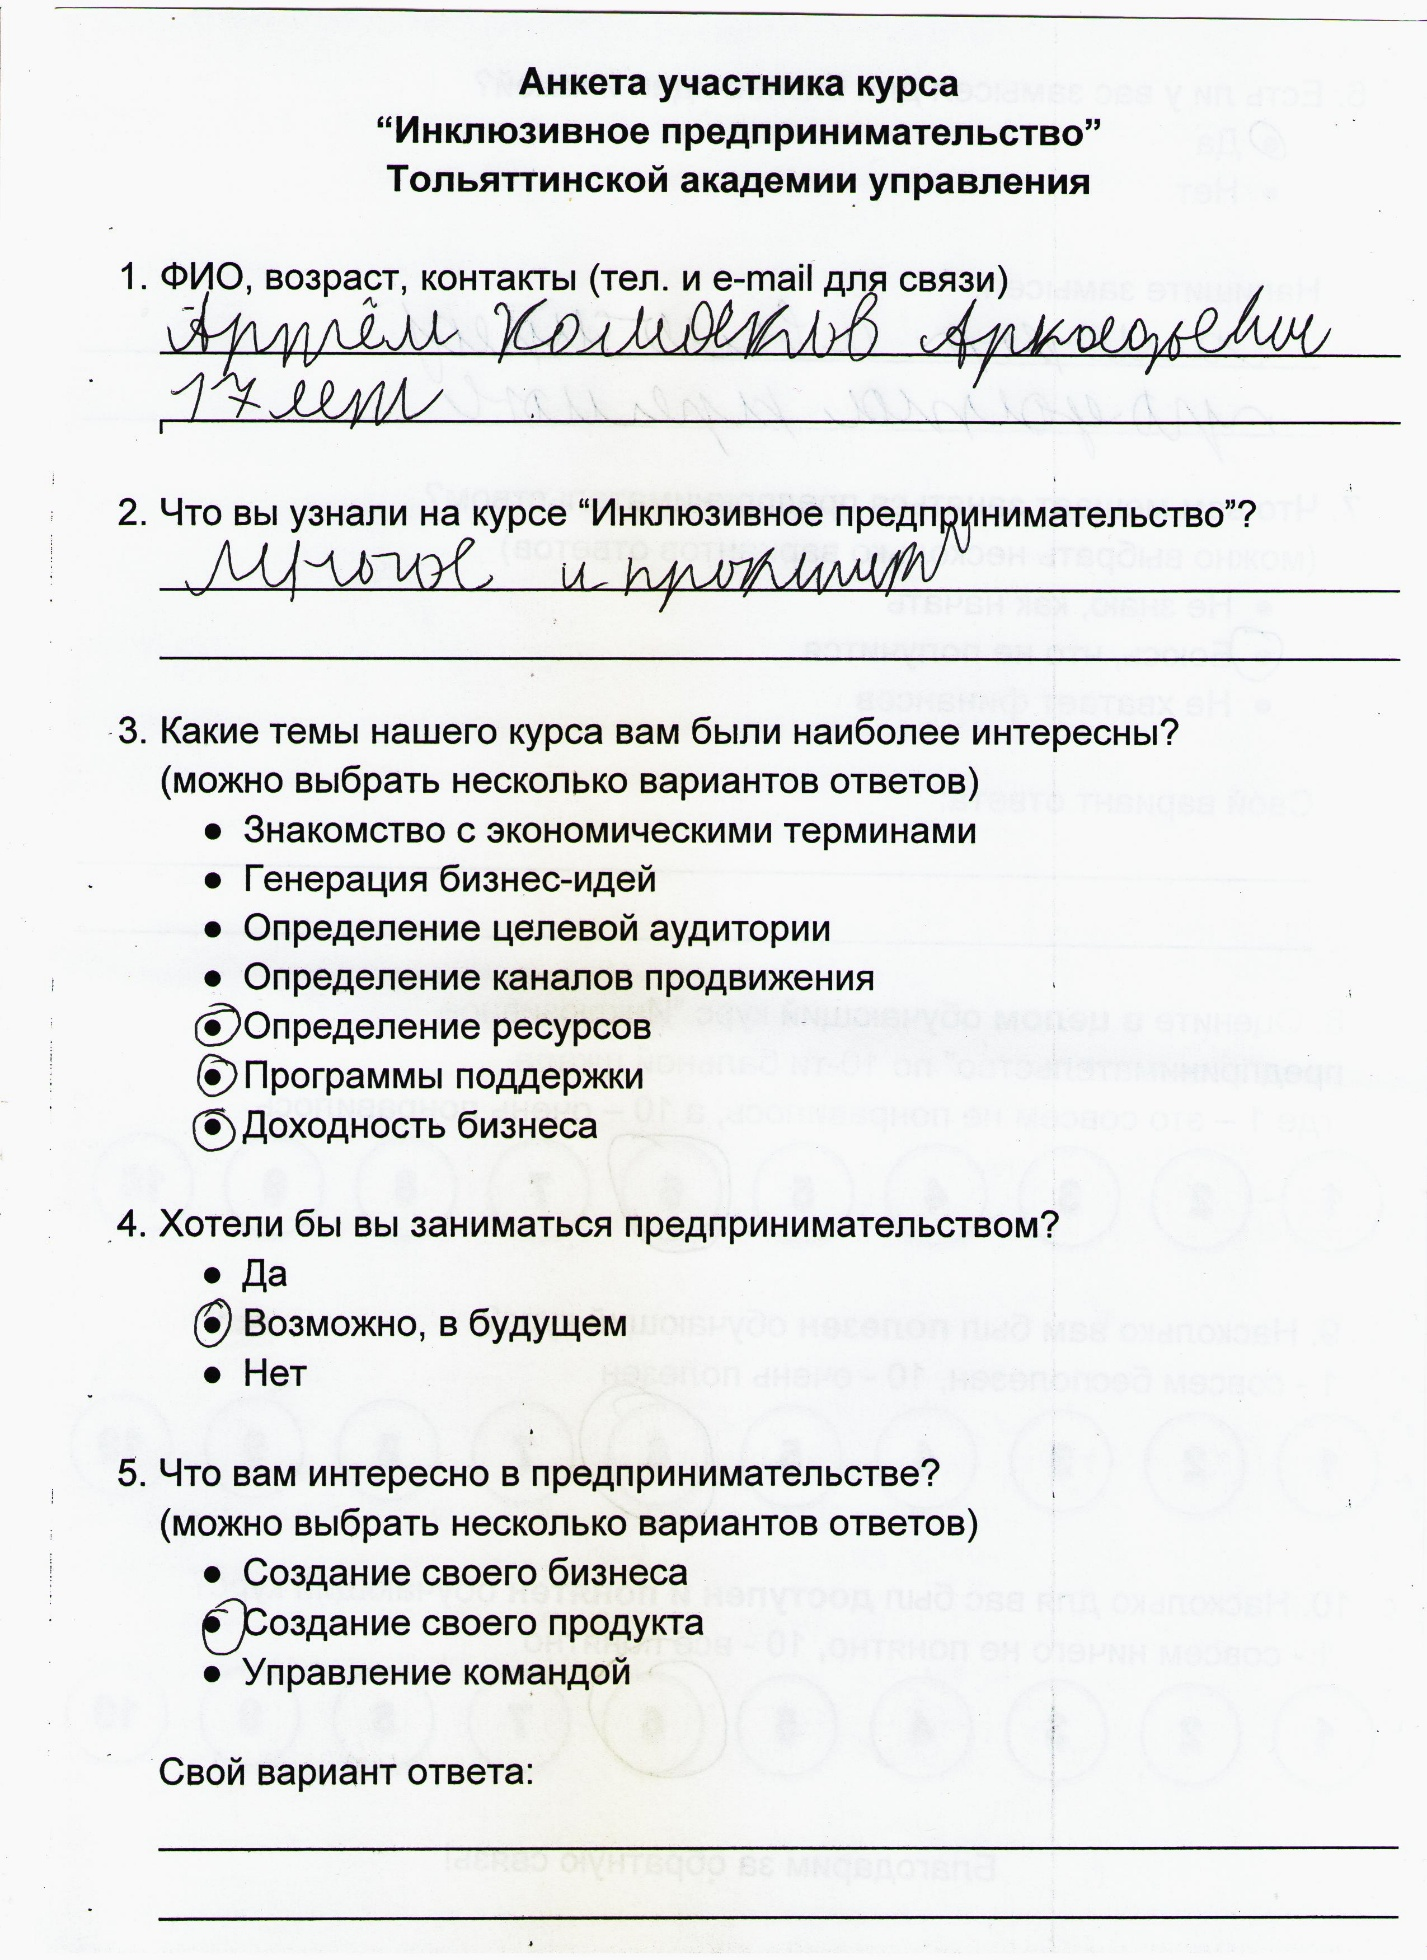 Анкета участника курса
“Инклюзивное предпринимательство”
Тольяттинской академии управления
1. ФИО, возраст, контакты (тел. и e-mail для связи)
Артём Аркадьевич
17 лет
2. Что вы узнали на курсе “Инклюзивное предпринимательство”?
и
3. Какие темы нашего курса вам были наиболее интересны?
(можно выбрать несколько вариантов ответов)
● Знакомство с экономическими терминами
● Генерация бизнес-идей
● Определение целевой аудитории
● Определение каналов продвижения
● Определение ресурсов
● Программы поддержки
● Доходность бизнеса
4. Хотели бы вы заниматься предпринимательством?
● Да
● Возможно, в будущем
● Нет
5. Что вам интересно в предпринимательстве?
(можно выбрать несколько вариантов ответов)
● Создание своего бизнеса
● Создание своего продукта
● Управление командой
Свой вариант ответа: